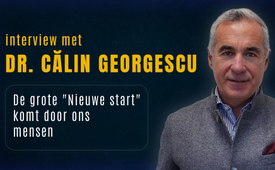 interview met
DR. CĂLIN GEORGESCU
De grote "Nieuwe start"
komt door ons
mensen